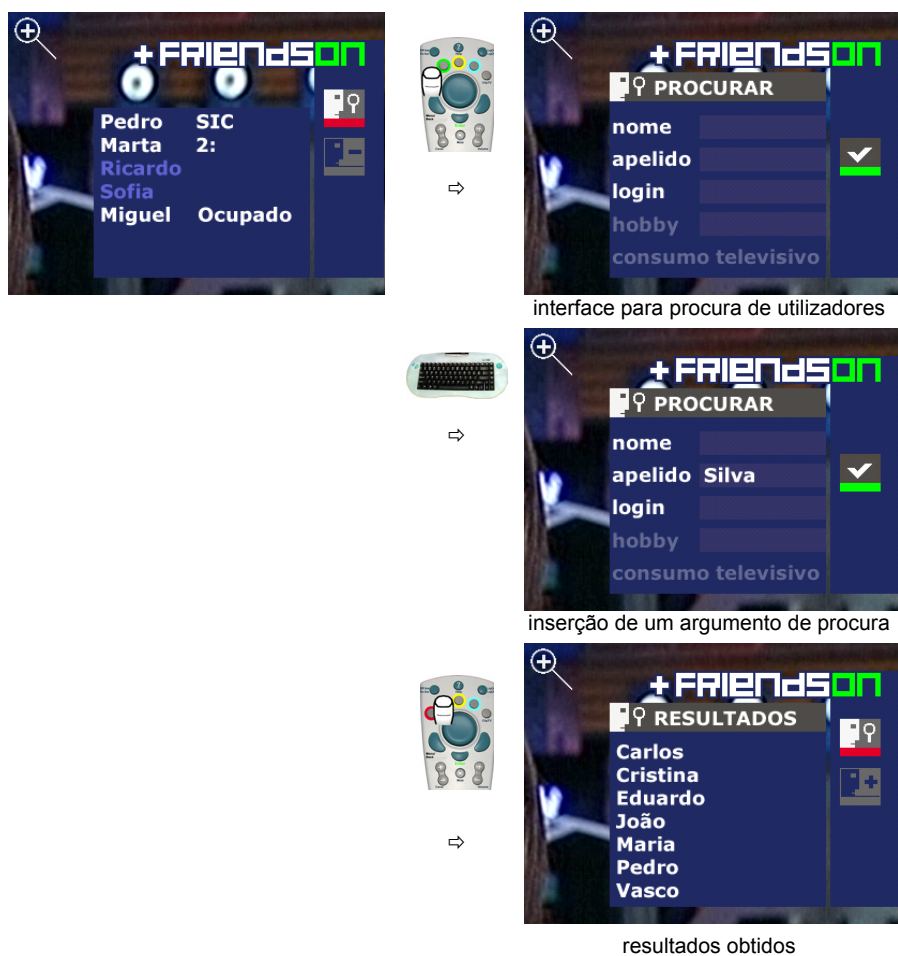 +FRIENDSON
Pedro SIC
Marta 2:
Ricardo
Sofia
Miguel Ocupado
⇨
+FRIENDSON
PROCURAR
nome
apelido
login
hobby
consumo televisivo
interface para procura de utilizadores
⇨
+FRIENDSON
PROCURAR
nome
apelido Silva
login
hobby
consumo televisivo
inserção de um argumento de procura
⇨
+FRIENDSON
RESULTADOS
Carlos
Cristina
Eduardo
João
Maria
Pedro
Vasco
resultados obtidos